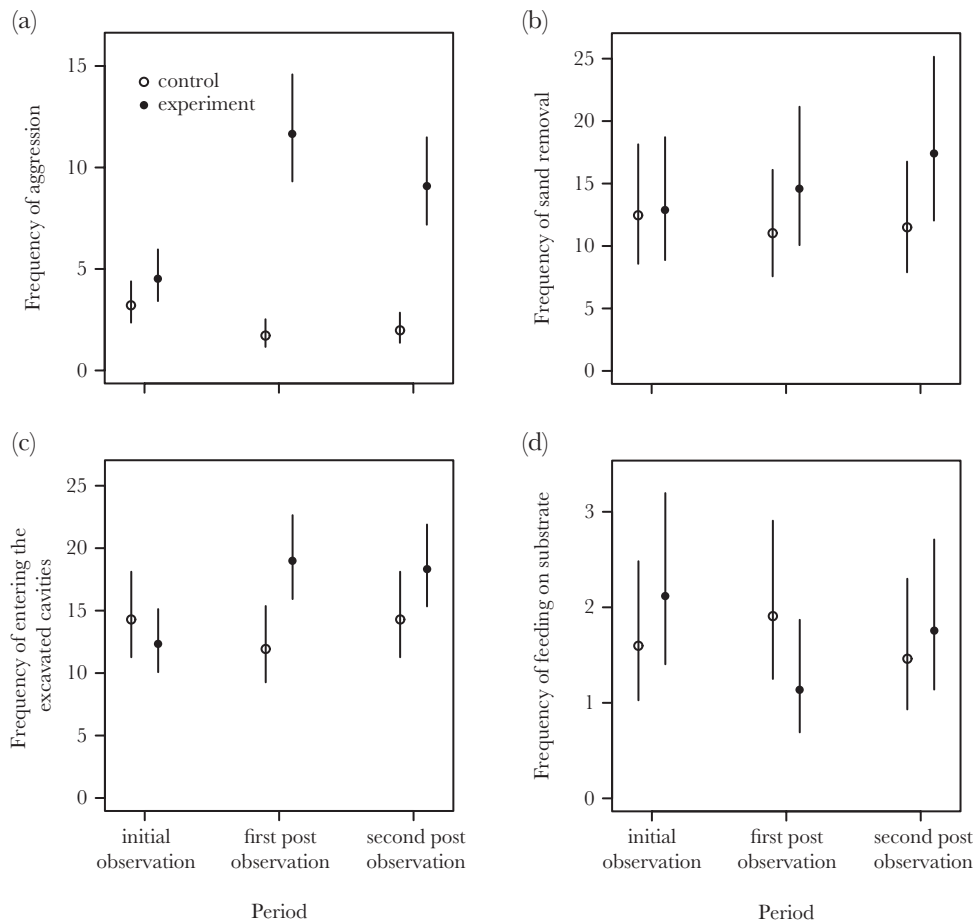 (a)
15
10
5
0
Frequency of aggression
control
experiment
(b)
25
20
15
10
5
0
Frequency of sand removal
(c)
25
20
15
10
5
0
Frequency of entering the
excavated cavities
initial
observation
first post
observation
second post
observation
Period
(d)
3
2
1
0
Frequency of feeding on substrate
initial
observation
first post
observation
second post
observation
Period